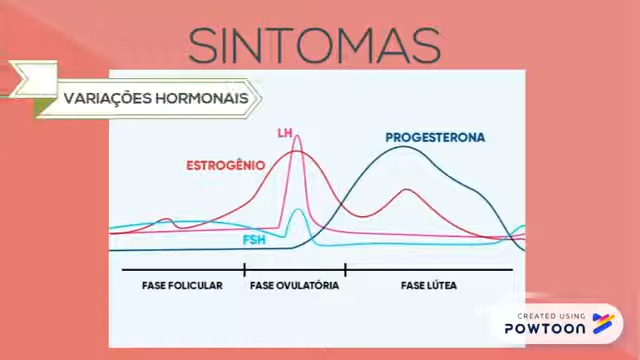 SINTOMAS
VARIAÇÕES HORMONAIS
LH
PROGESTERONA
ESTROGÊNIO
FSH
FASE FOLICULAR
FASE OVULATÓRIA
FASE LÚTEA
CREATED USING
POWTOON